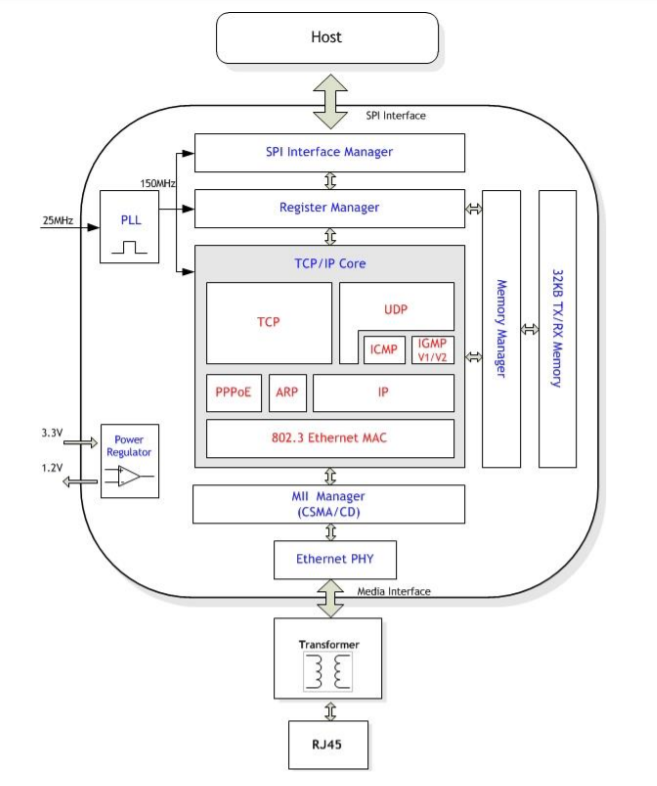 Host
SPI Interface
SPI Interface Manager
150MHz
Register Manager
25MHz
PLL
TCP/IP Core
TCP
UDP
ICMP
IGMP
V1/V2
PPPoE
ARP
IP
802.3 Ethernet MAC
Memory Manager
32KB TX/RX Memory
3.3V
1.2V
Power
Regulator
MII Manager
(CSMA/CD)
Ethernet PHY
Media Interface
Transformer
RJ45